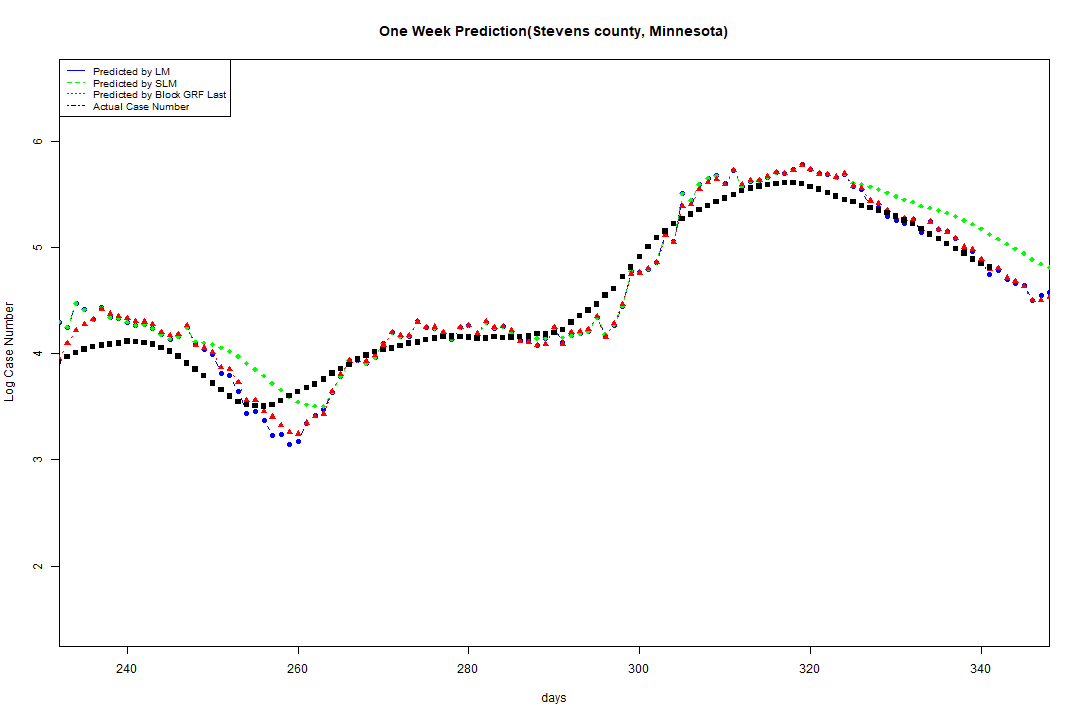 One Week Prediction(Stevens county, Minnesota)
Predicted by LM
Predicted by SLM
Predicted by Block GRF Last
Actual Case Number
6
5
4
3
2
Log Case Number
240 260 280 300 320 340
days